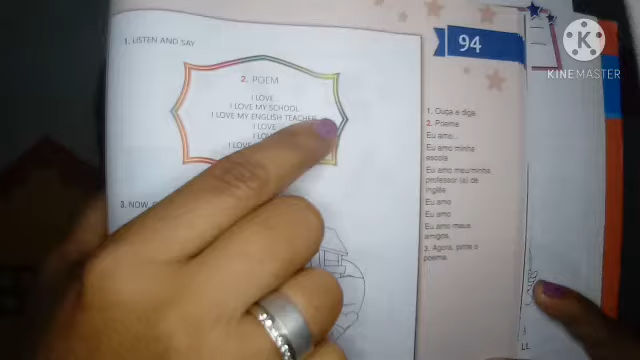 1. LISTEN AND SAY
2. POEM
I LOVE...
I LOVE MY SCHOOL
I LOVE MY ENGLISH TEACHER
I LOVE
I LOVE
3. NOW,
94
1. Ouça e diga.
2. Poema
Eu amo...
Eu amo minha
escola
Eu amo meu/minha
professor (a) de
inglês
Eu amo
Eu amo
Eu amo meus
amigos.
3. Agora, pinte o
poema.
KINEMASTER